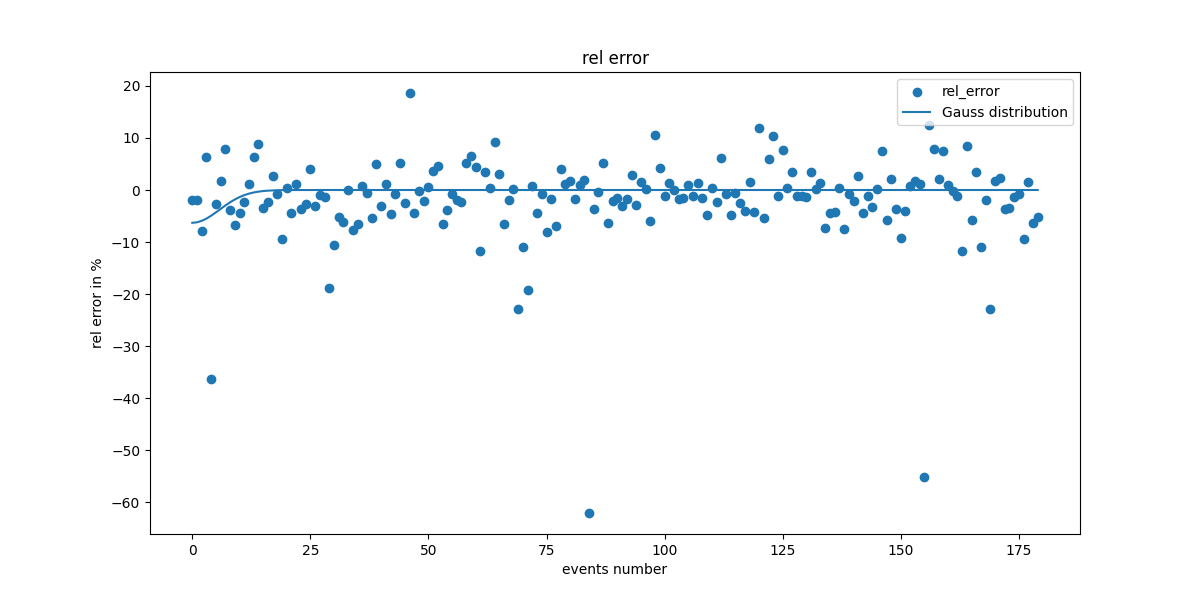 rel error
rel_error
Gauss distribution
rel error in %
20
10
0
−10
−20
−30
−40
−50
−60
0 25 50 75 100 125 150 175
events number